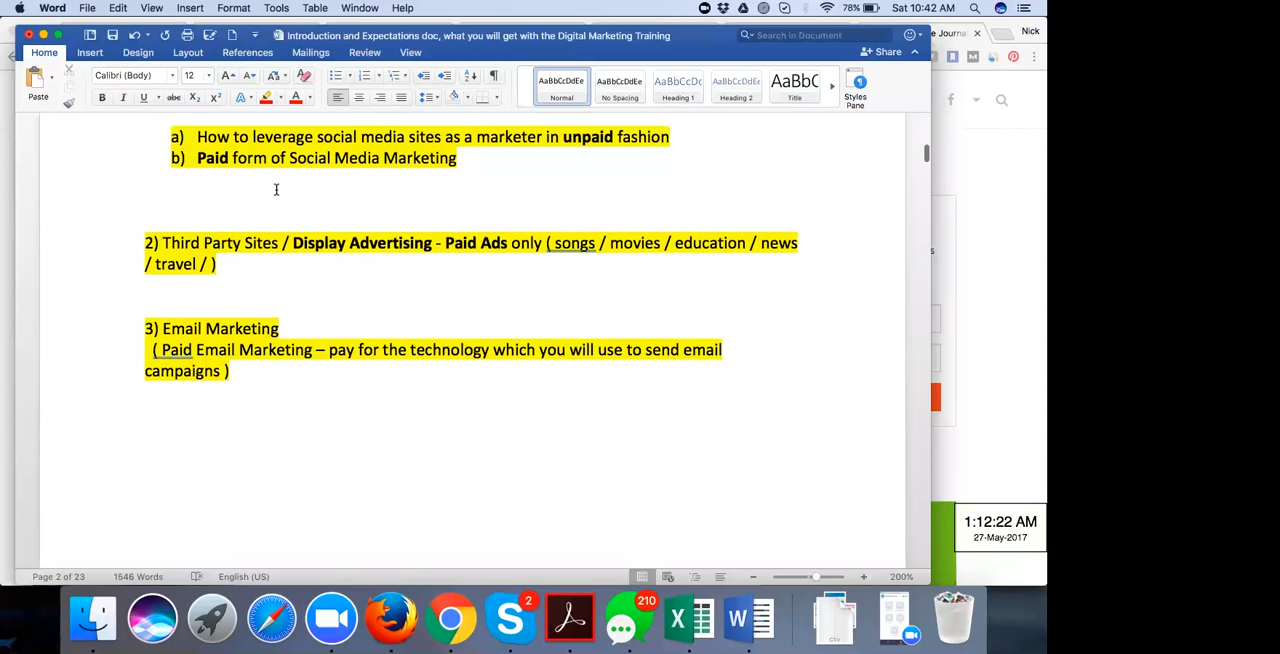 Word File Edit View Insert Format Tools Table Window Help 78% Sat 10:42 AM
Introduction and Expectations doc, what you will get with the Digital Marketing Training Search in Document e Journal Nick
Home Insert Design Layout References Mailings Review View Share
Paste Calibri (Body) 12 A A A B I U abc X₂ X² A A
AaBbCcDdEe AaBbCcDdEe AaBbCcDc AaBbCcDdEe AaBbC
Normal No Spacing Heading 1 Heading 2 Title Styles Pane
a) How to leverage social media sites as a marketer in unpaid fashion
b) Paid form of Social Media Marketing
2) Third Party Sites / Display Advertising - Paid Ads only ( songs / movies / education / news
/ travel / )
3) Email Marketing
( Paid Email Marketing – pay for the technology which you will use to send email
campaigns )
1:12:22 AM
27-May-2017
Page 2 of 23 1546 Words English (US) 200%
2 210
CSV